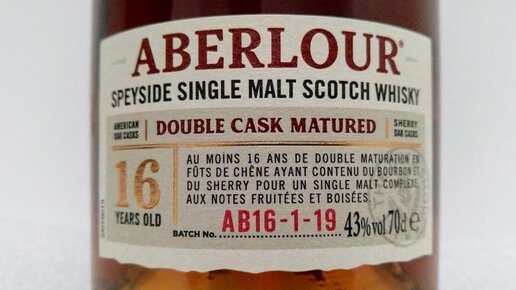 ABERLOUR®
SPEYSIDE SINGLE MALT SCOTCH WHISKY
AMERICAN OAK CASKS
DOUBLE CASK MATURED
SHERRY OAK CASKS
16 YEARS OLD
AU MOINS 16 ANS DE DOUBLE MATURATION EN
FÛTS DE CHÊNE AYANT CONTENU DU BOURBON ET
DU SHERRY POUR UN SINGLE MALT COMPLEXE
AUX NOTES FRUITÉES ET BOISÉES.
BATCH No. AB16-1-19 43%vol 70cl e